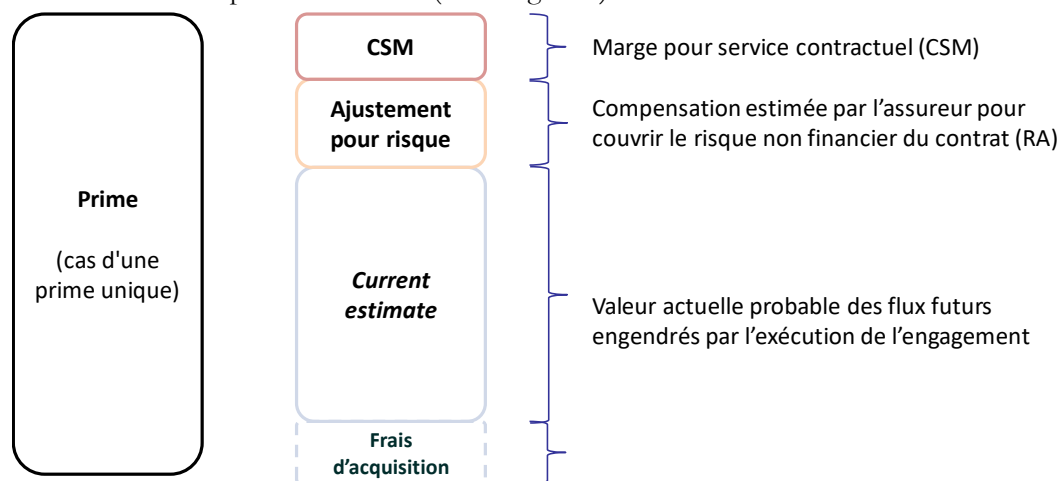 CSM
Marge pour service contractuel (CSM)
Ajustement
pour risque
Compensation estimée par l’assureur pour
couvrir le risque non financier du contrat (RA)
Prime
(cas d'une
prime unique)
Current
estimate
Valeur actuelle probable des flux futurs
engendrés par l’exécution de l’engagement
Frais
d’acquisition